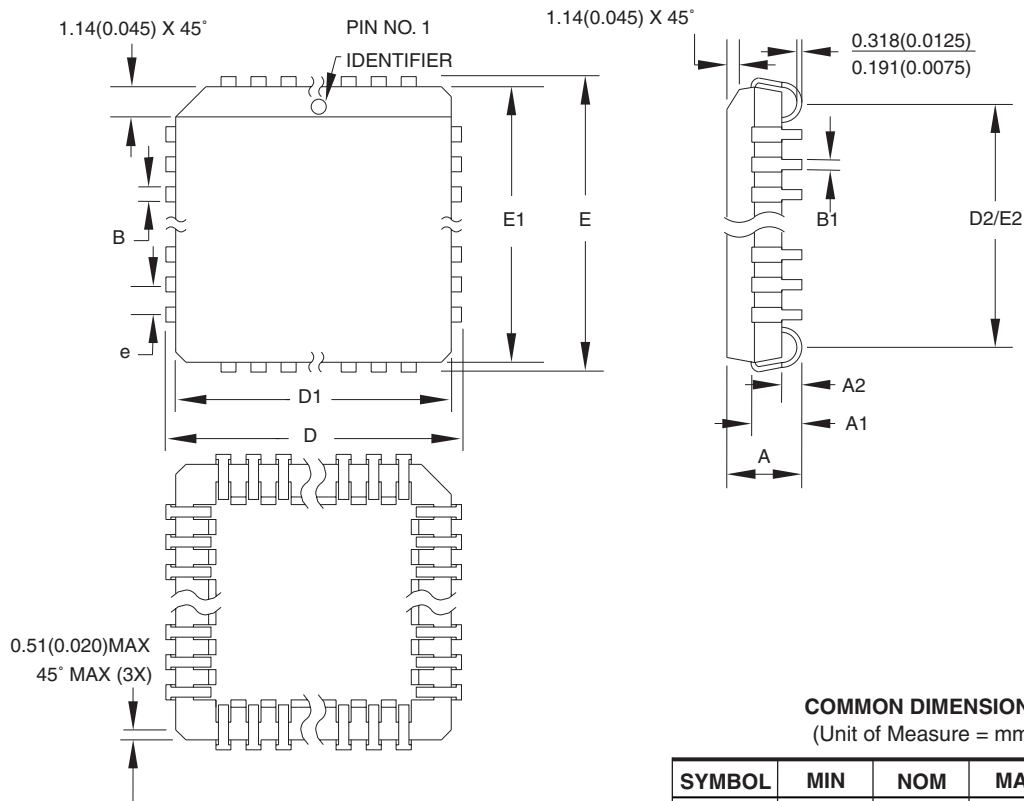 1.14(0.045) X 45°
PIN NO. 1
IDENTIFIER
1.14(0.045) X 45°
0.318(0.0125)
0.191(0.0075)
B
e
E1
E
B1
D2/E2
D1
D
A2
A1
A
0.51(0.020)MAX
45° MAX (3X)
COMMON DIMENSION
(Unit of Measure = mm
SYMBOL MIN NOM MA